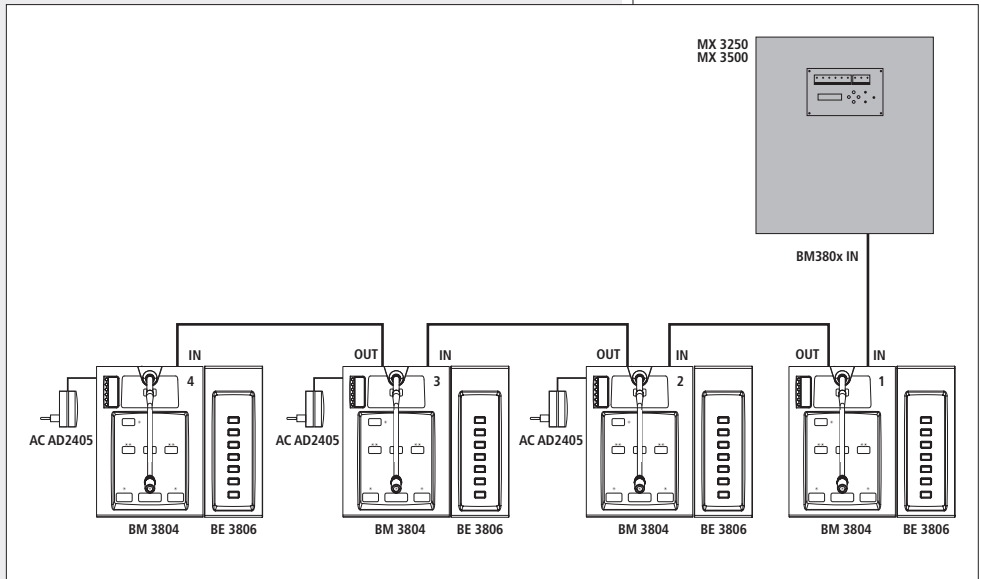 MX 3250
MX 3500
BM380x IN
IN
OUT
IN
OUT
IN
OUT
IN
4
3
2
1
AC AD2405
AC AD2405
AC AD2405
BM 3804
BE 3806
BM 3804
BE 3806
BM 3804
BE 3806
BM 3804
BE 3806